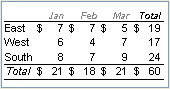 Jan Feb Mar Total
East $ 7 $ 7 $ 5 $ 19
West 6 4 7 17
South 8 7 9 24
Total $ 21 $ 18 $ 21 $ 60